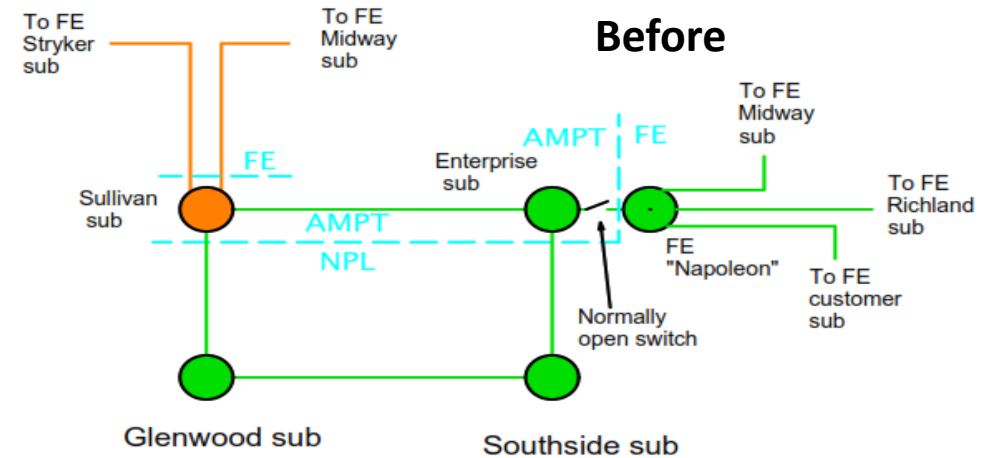 To FE
Stryker
sub
To FE
Midway
sub
Before
To FE
Midway
sub
AMPT
FE
FE
Enterprise
sub
Sullivan
sub
To FE
Richland
sub
AMPT
NPL
FE
"Napoleon"
To FE
customer
sub
Normally
open switch
Glenwood sub
Southside sub